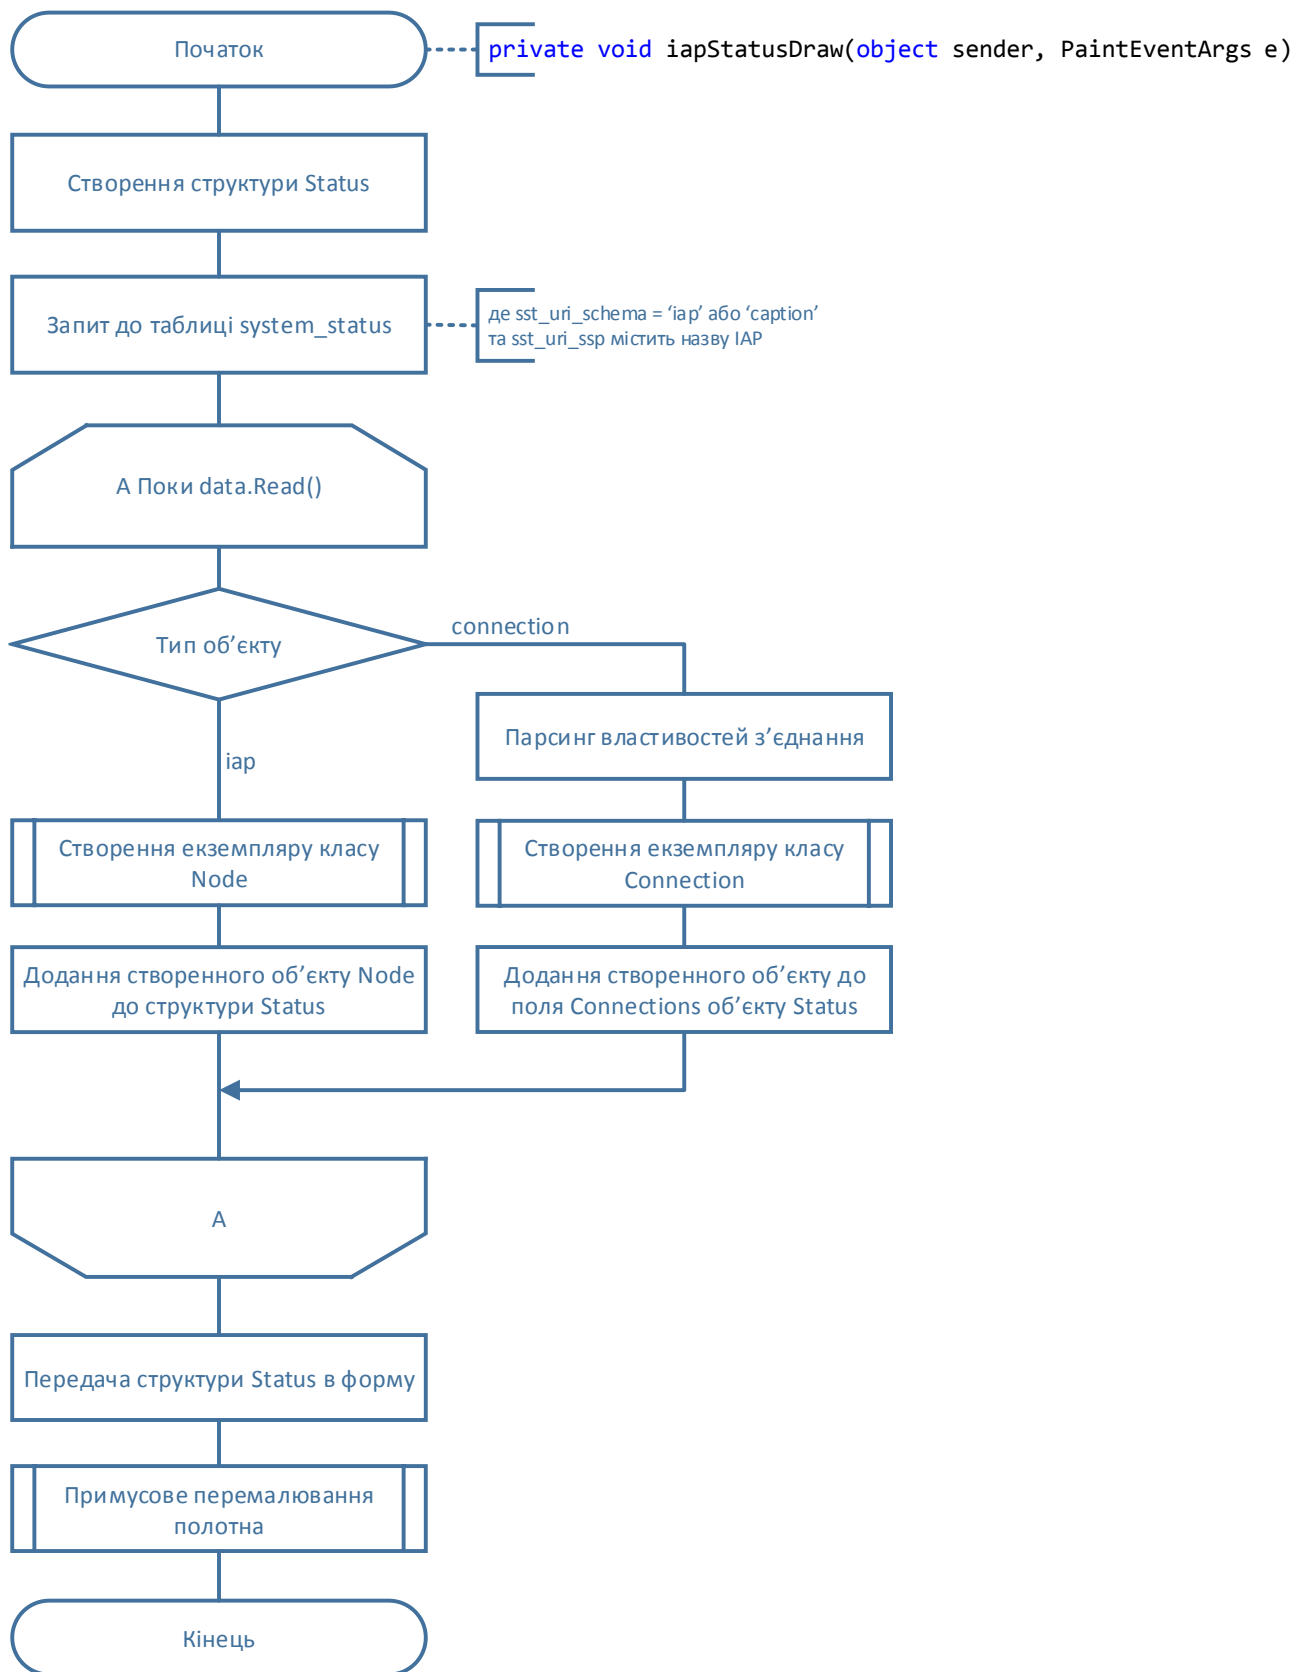 Початок
private void iapStatusDraw(object sender, PaintEventArgs e)
Створення структури Status
Запит до таблиці system_status
де sst_uri_schema = ‘iap’ або ‘caption’
та sst_uri_ssp містить назву IAP
А Поки data.Read()
Тип об’єкту
connection
Парсинг властивостей з’єднання
iap
Створення екземпляру класу
Node
Створення екземпляру класу
Connection
Додання створенного об’єкту Node
до структури Status
Додання створенного об’єкту до
поля Connections об’єкту Status
А
Передача структури Status в форму
Примусове перемалювання
полотна
Кінець